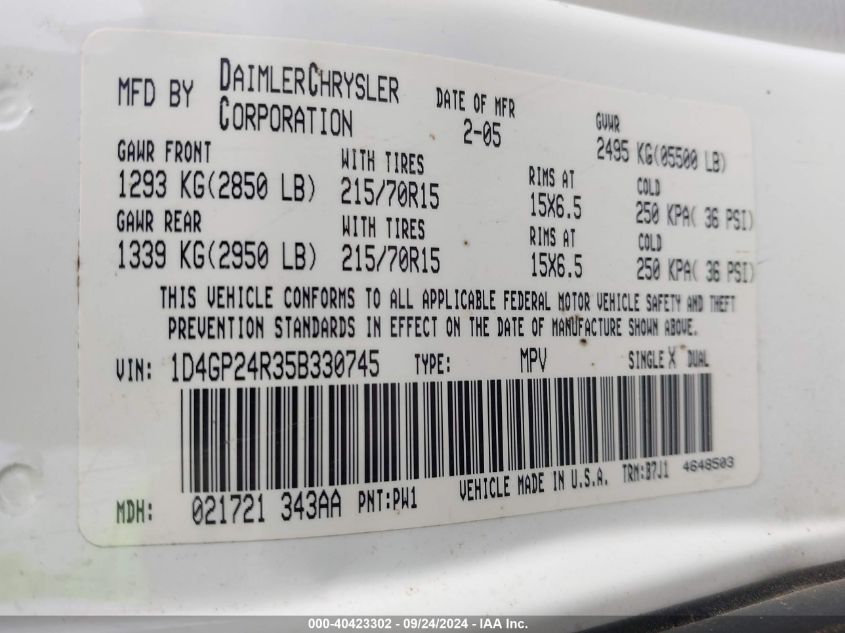 MFD BY DAIMLERCHRYSLER CORPORATION DATE OF MFR 2-05 GVWR 2495 KG(05500 LB)
GAWR FRONT WITH TIRES RIMS AT COLD
1293 KG(2850 LB) 215/70R15 15X6.5 250 KPA( 36 PSI)
GAWR REAR WITH TIRES RIMS AT COLD
1339 KG(2950 LB) 215/70R15 15X6.5 250 KPA( 36 PSI)
THIS VEHICLE CONFORMS TO ALL APPLICABLE FEDERAL MOTOR VEHICLE SAFETY AND THEFT
PREVENTION STANDARDS IN EFFECT ON THE DATE OF MANUFACTURE SHOWN ABOVE.
VIN: 1D4GP24R35B330745 TYPE: MPV SINGLE X DUAL
MDH: 021721 343AA PNT:PW1 VEHICLE MADE IN U.S.A. TRM:B7J1 4648503
000-40423302 - 09/24/2024 - IAA Inc.